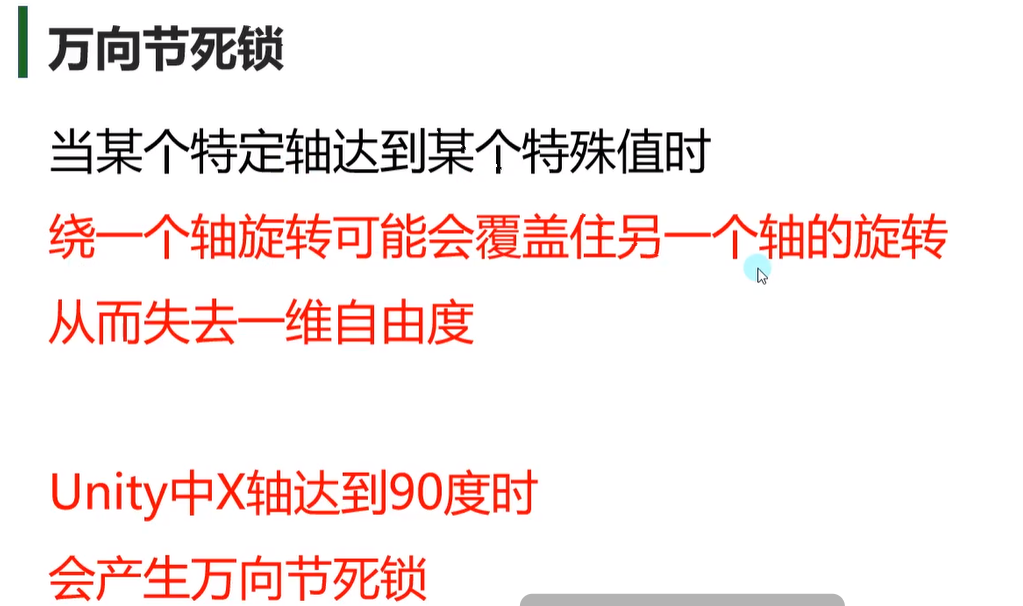 万向节死锁
当某个特定轴达到某个特殊值时
绕一个轴旋转可能会覆盖住另一个轴的旋转
从而失去一维自由度
Unity中X轴达到90度时
会产生万向节死锁